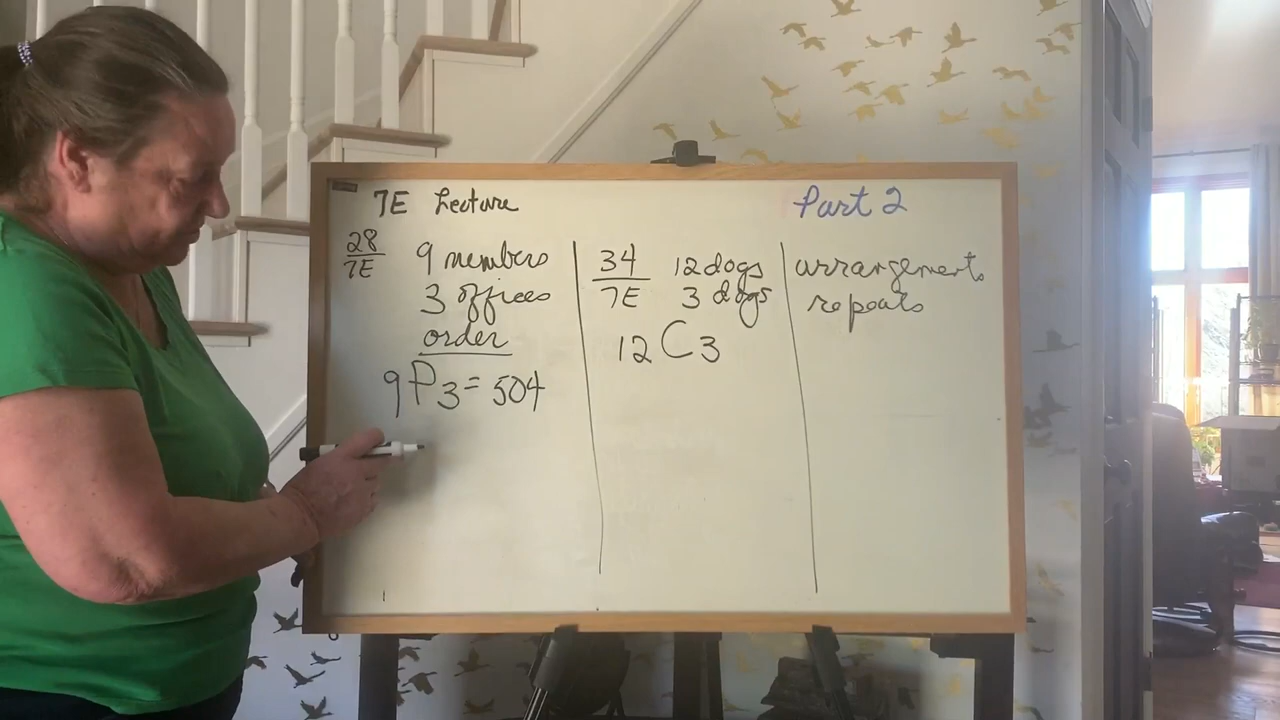 7E Lecture
Part 2
28
7E
9 members
3 offices
order
9P3 = 504
34
7E
12 dogs
3 dogs
12C3
arrangements
repeats